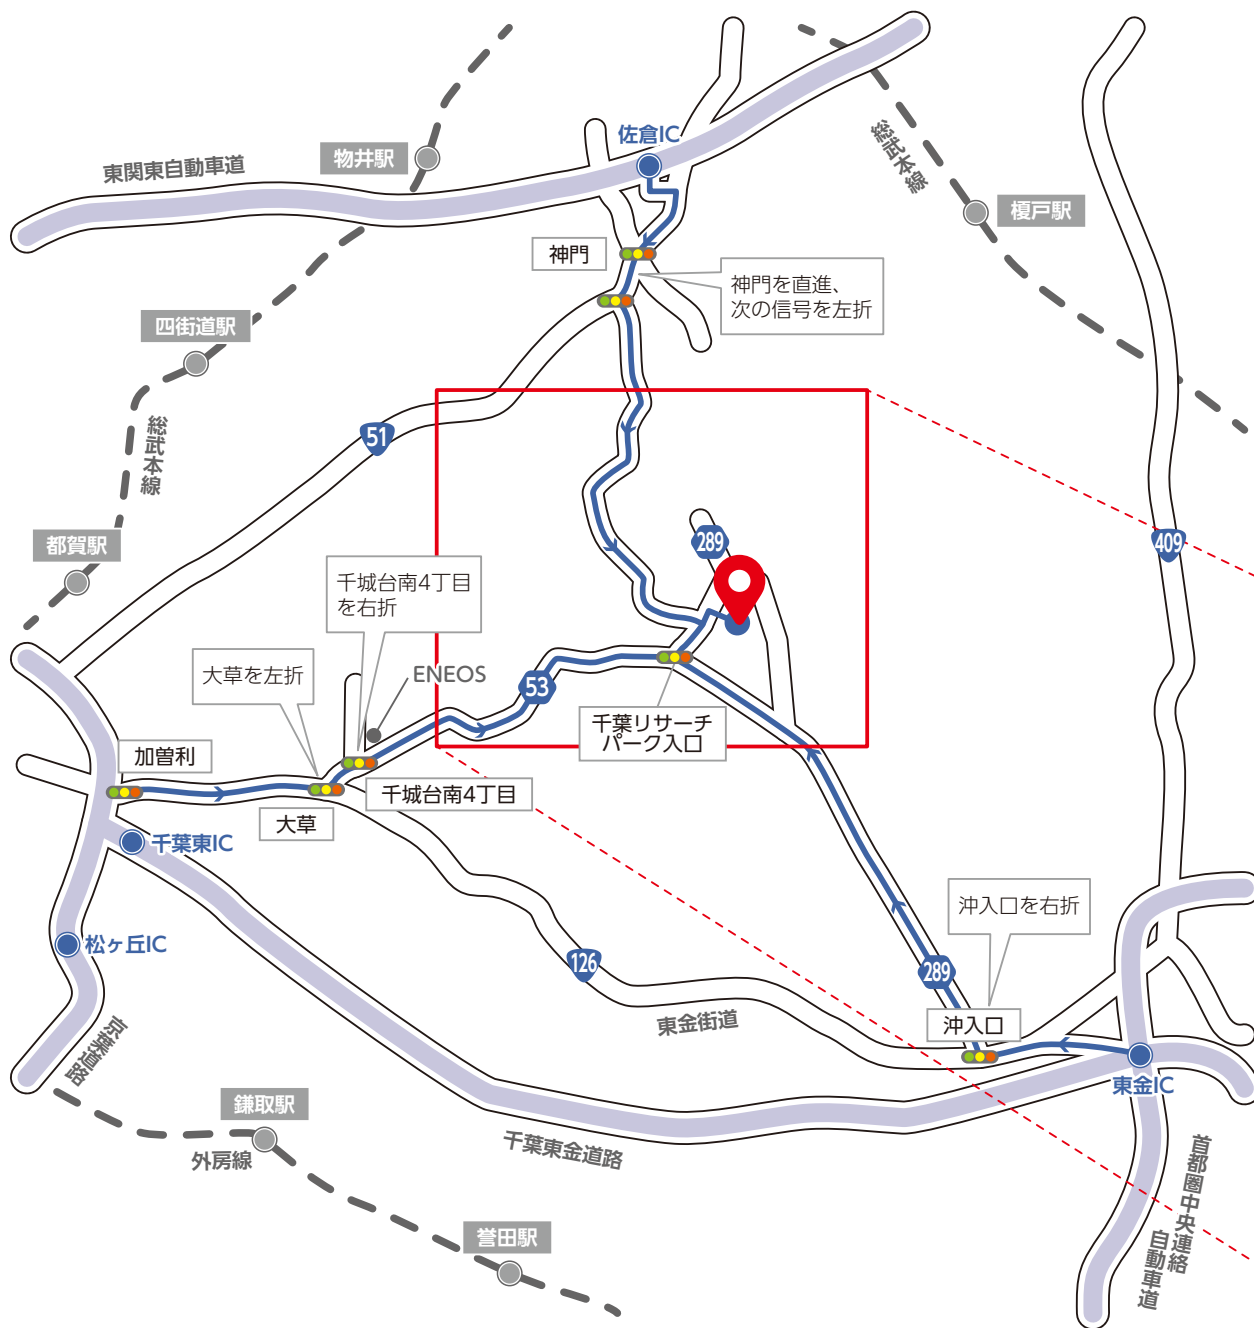 佐倉IC
物井駅
東関東自動車道
総武本線
榎戸駅
神門
神門を直進、
次の信号を左折
四街道駅
51
総武本線
都賀駅
289
409
千城台南4丁目
を右折
大草を左折
ENEOS
53
千葉リサーチ
パーク入口
加曽利
千城台南4丁目
大草
千葉東IC
沖入口を右折
松ヶ丘IC
126
289
東金街道
沖入口
京葉道路
東金IC
鎌取駅
外房線
千葉東金道路
首都圏中央連絡
自動車道
誉田駅